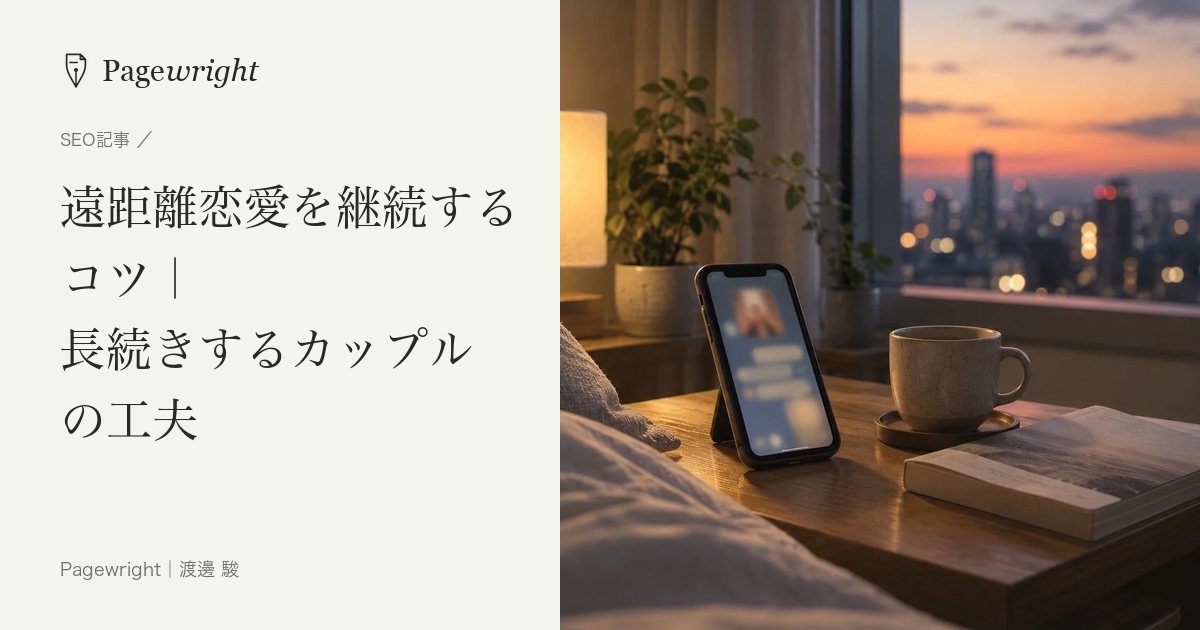 Pagewright
SEO記事 ／
遠距離恋愛を継続する
コツ｜
長続きするカップル
の工夫
Pagewright｜渡邊 駿